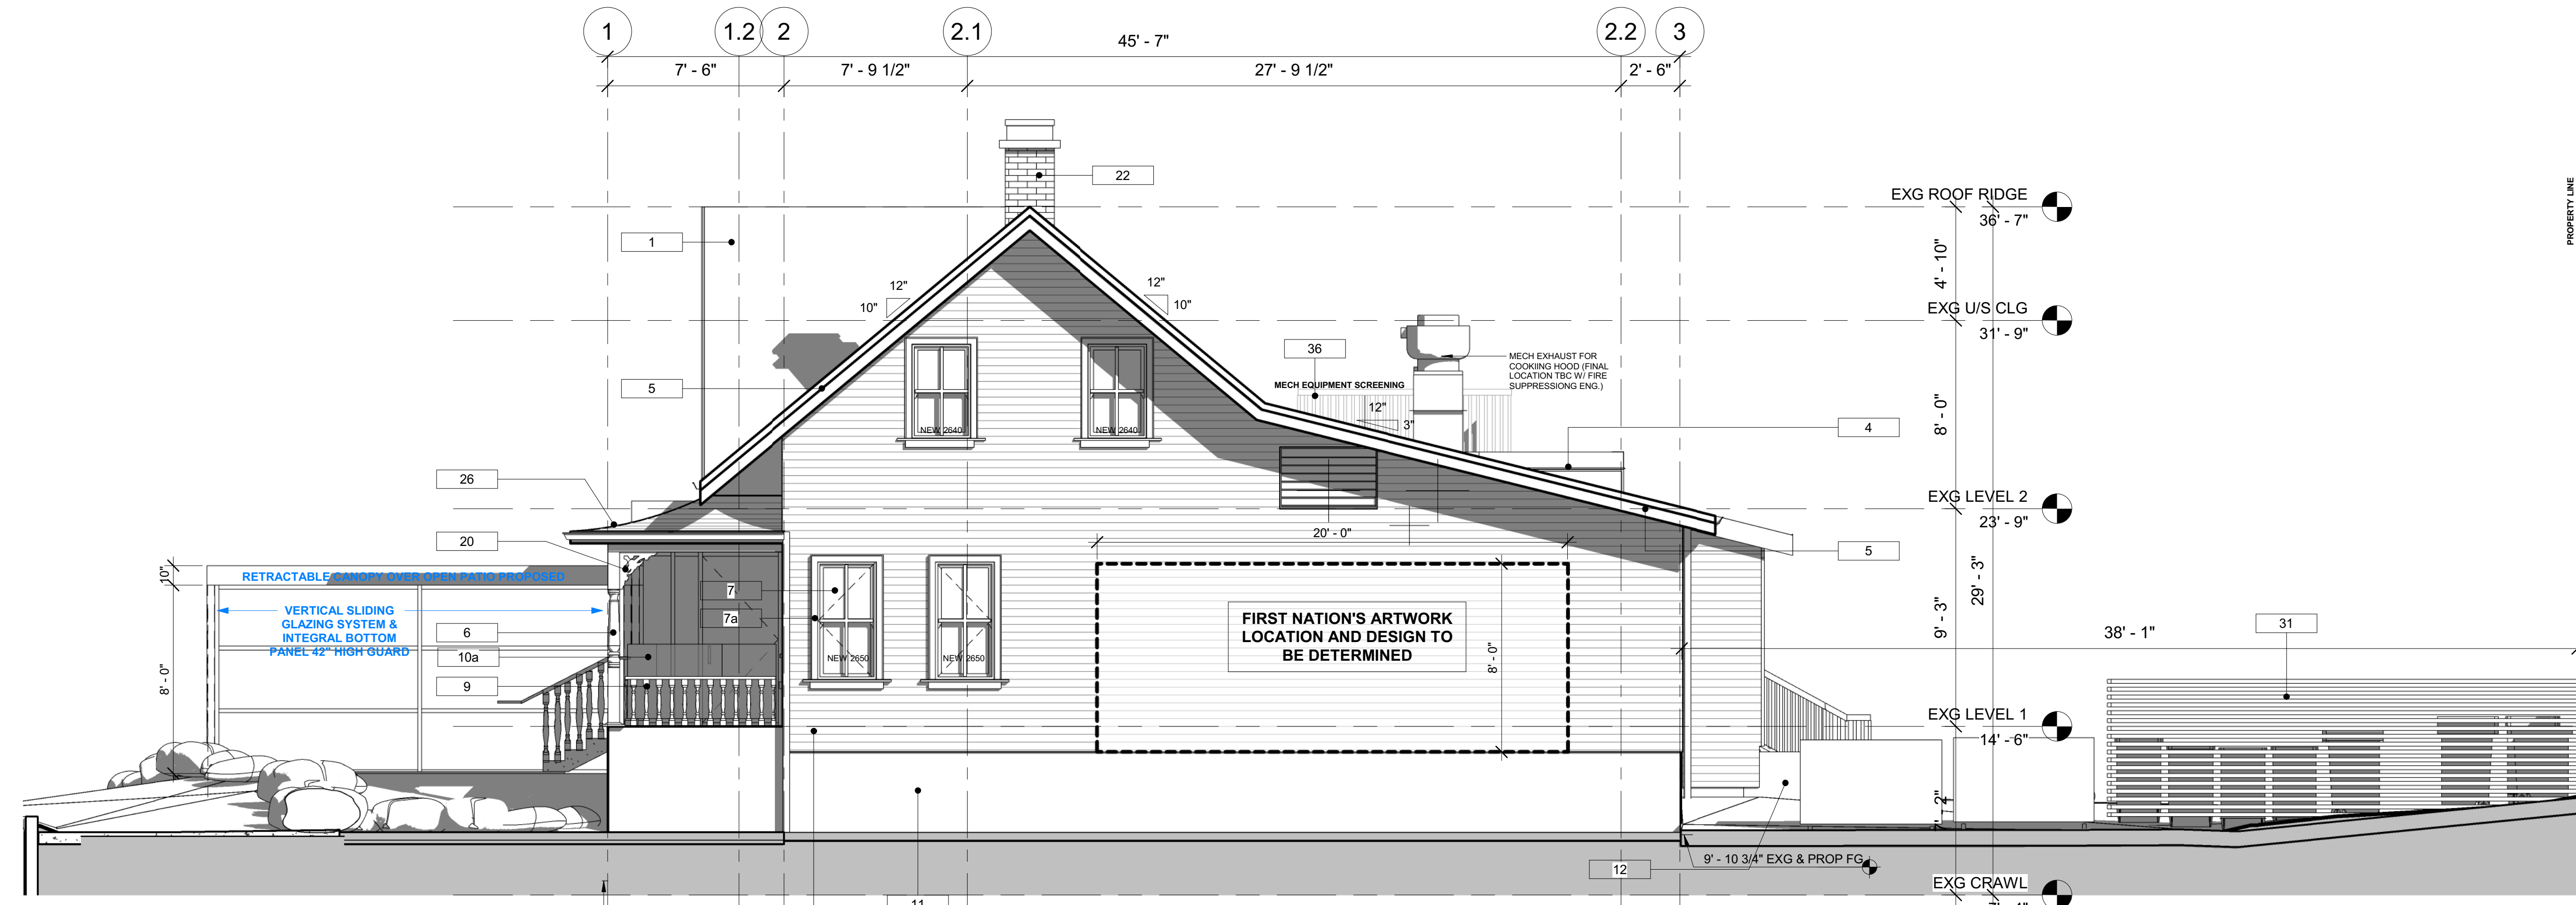 1
1.2
2
2.1
2.2
3
45' - 7"
7' - 6"
7' - 9 1/2"
27' - 9 1/2"
2' - 6"
22
EXG ROOF RIDGE
36' - 7"
PROPERTY LINE
1
4' - 10"
12"
10"
12"
10"
EXG U/S CLG
31' - 9"
36
MECH EXHAUST FOR
COOKIING HOOD (FINAL
LOCATION TBC W/ FIRE
SUPPRESSIONG ENG.)
5
MECH EQUIPMENT SCREENING
12"
3"
8' - 0"
4
NEW 2640
NEW 2640
26
EXG LEVEL 2
23' - 9"
20
20' - 0"
5
10"
RETRACTABLE CANOPY OVER OPEN PATIO PROPOSED
29' - 3"
7
7a
VERTICAL SLIDING
GLAZING SYSTEM &
INTEGRAL BOTTOM
PANEL 42" HIGH GUARD
6
10a
9
8' - 0"
NEW 2650
NEW 2650
FIRST NATION'S ARTWORK
LOCATION AND DESIGN TO
BE DETERMINED
8' - 0"
9' - 3"
38' - 1"
31
EXG LEVEL 1
14' - 6"
2"
9' - 10 3/4" EXG & PROP FG
12
EXG CRAWL
11